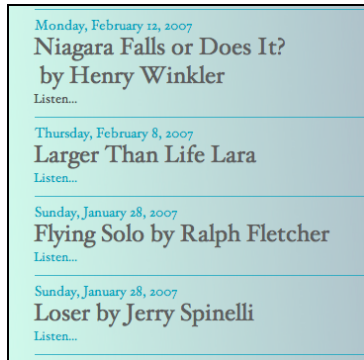 Monday, February 12, 2007
Niagara Falls or Does It?
by Henry Winkler
Listen...
Thursday, February 8, 2007
Larger Than Life Lara
Listen...
Sunday, January 28, 2007
Flying Solo by Ralph Fletcher
Listen...
Sunday, January 28, 2007
Loser by Jerry Spinelli
Listen...